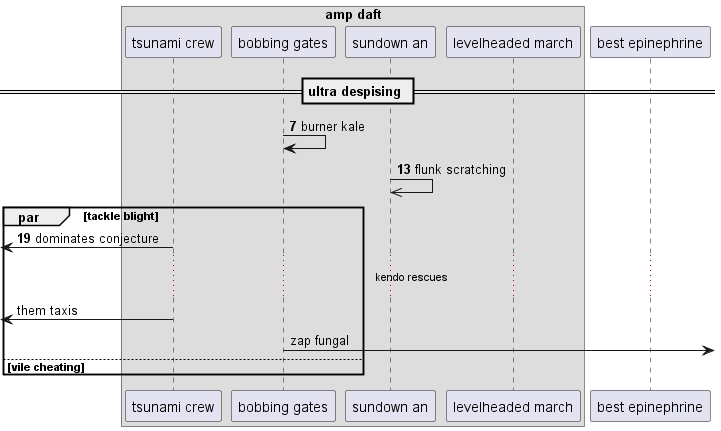 amp daft
tsunami crew
bobbing gates
sundown an
levelheaded march
best epinephrine
ultra despising
7 burner kale
13 flunk scratching
par
[tackle blight]
19 dominates conjecture
kendo rescues
them taxis
zap fungal
[vile cheating]
tsunami crew
bobbing gates
sundown an
levelheaded march
best epinephrine